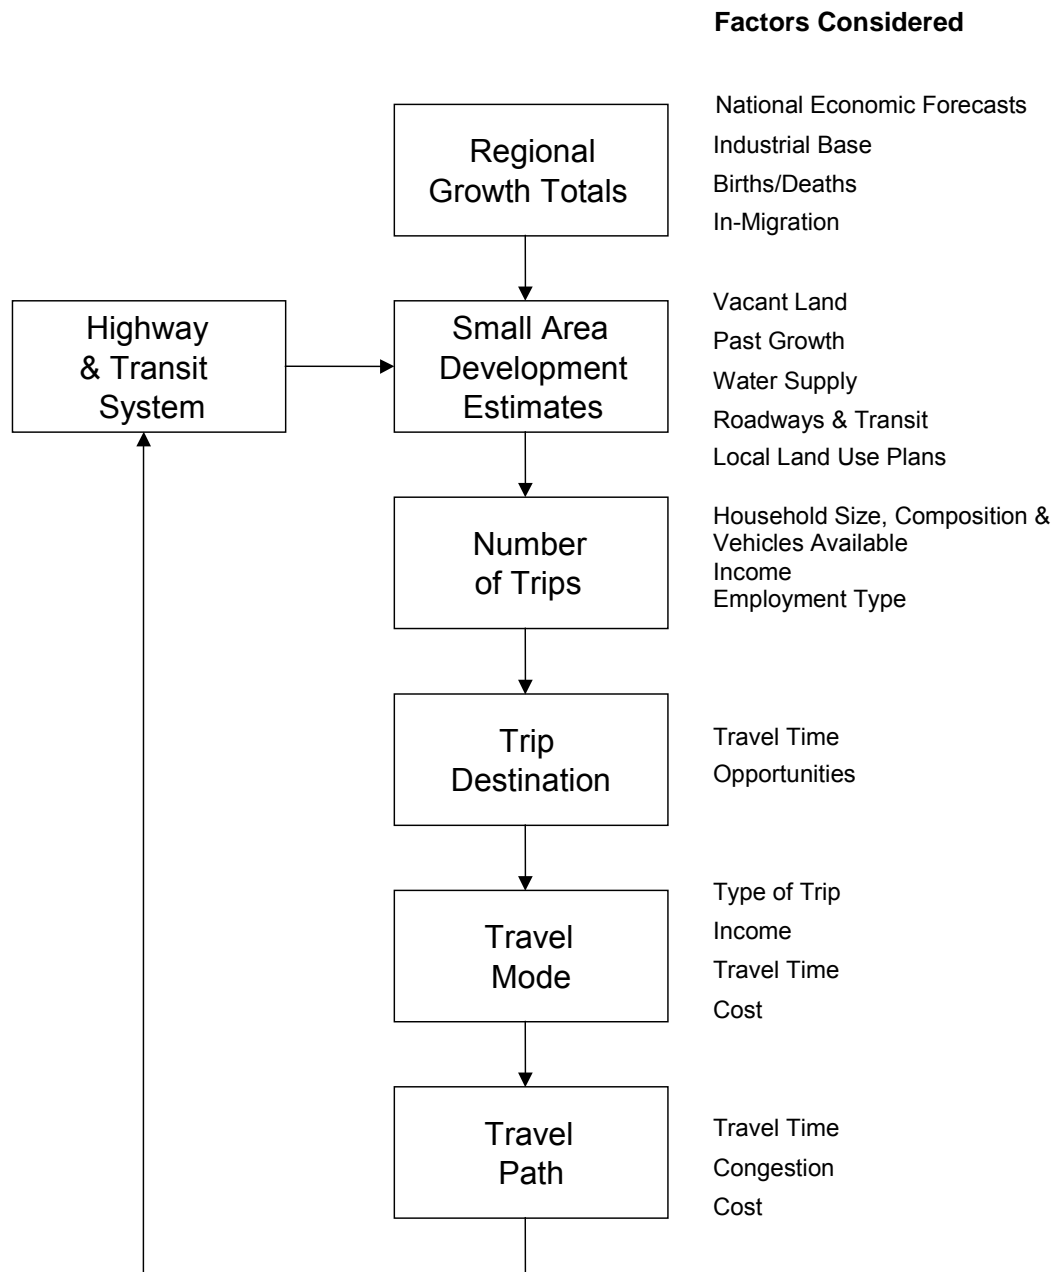 Factors Considered
Regional
Growth Totals
National Economic Forecasts
Industrial Base
Births/Deaths
In-Migration
Highway
& Transit
System
Small Area
Development
Estimates
Vacant Land
Past Growth
Water Supply
Roadways & Transit
Local Land Use Plans
Number
of Trips
Household Size, Composition &
Vehicles Available
Income
Employment Type
Trip
Destination
Travel Time
Opportunities
Travel
Mode
Type of Trip
Income
Travel Time
Cost
Travel
Path
Travel Time
Congestion
Cost